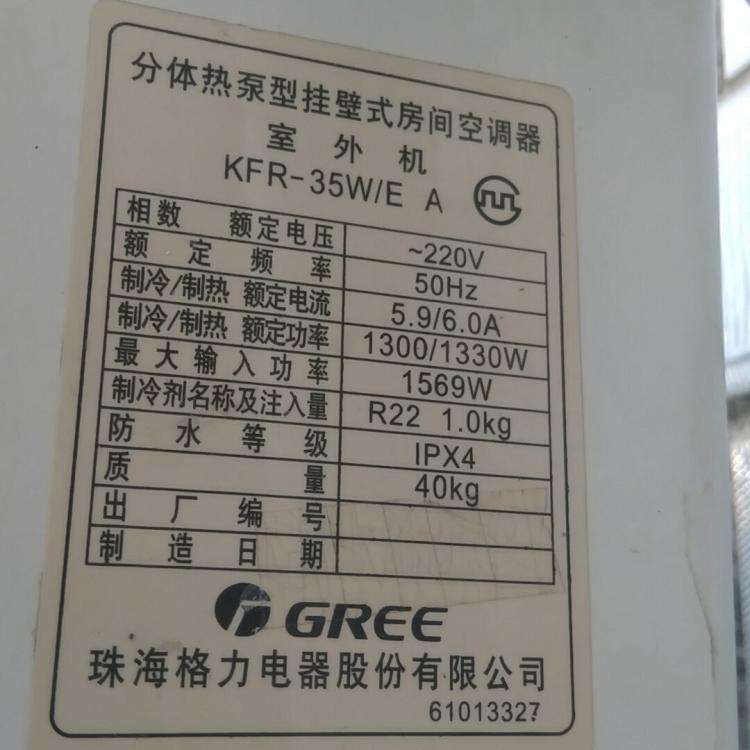 分体热泵型挂壁式房间空调器
室外机
KFR-35W/E A
相数 额定电压 ~220V
额定频率 50Hz
制冷/制热 额定电流 5.9/6.0A
制冷/制热 额定功率 1300/1330W
最大输入功率 1569W
制冷剂名称及注入量 R22 1.0kg
防水等级 IPX4
质量 40kg
出厂编号
制造日期
GREE
珠海格力电器股份有限公司
61013327